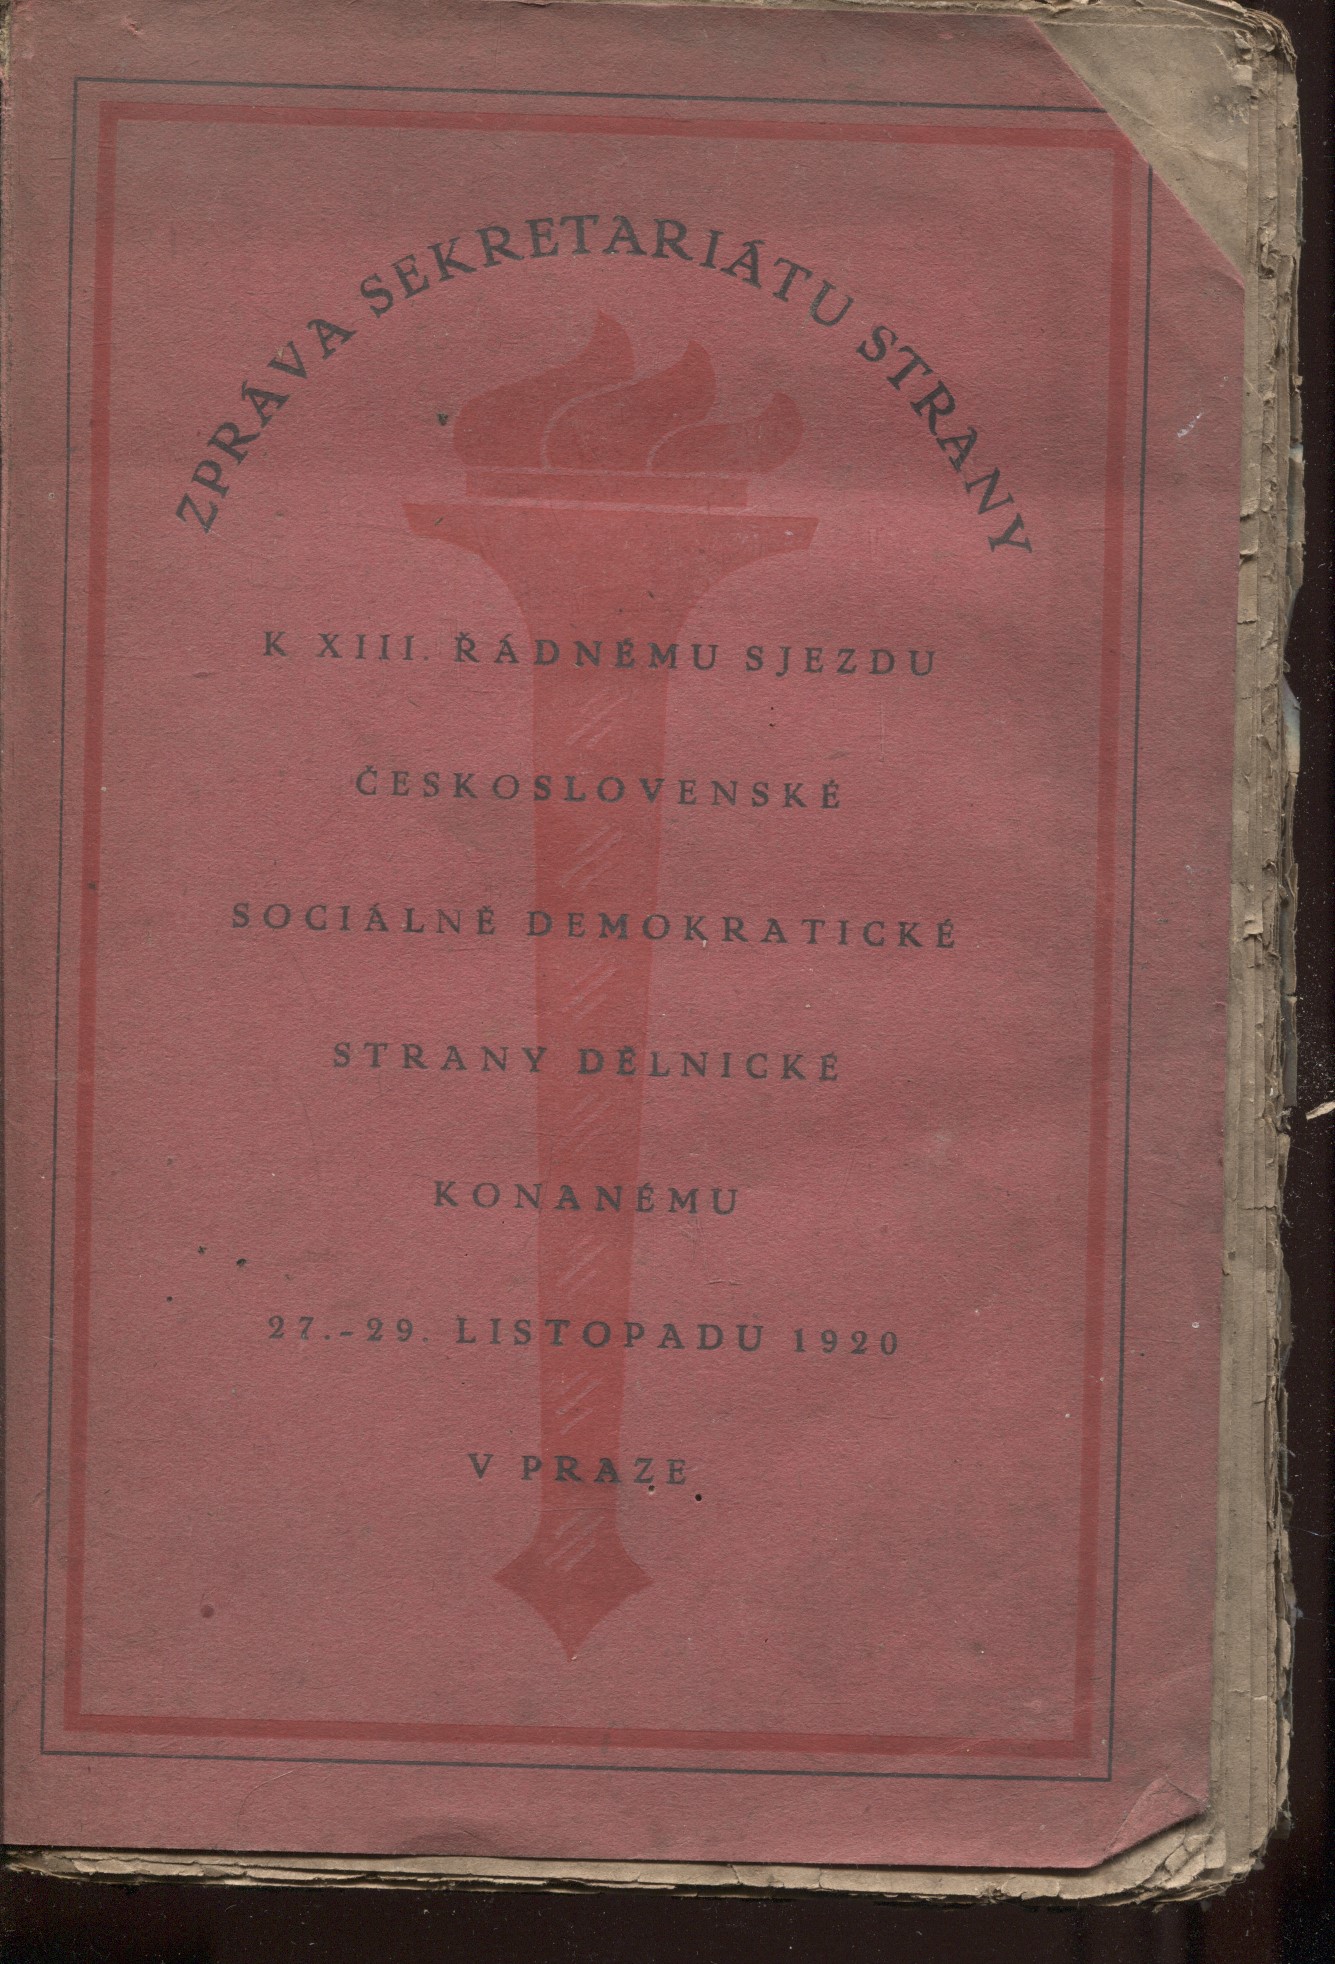 ZPRÁVA SEKRETARIÁTU STRANY
K XIII. ŘÁDNÉMU SJEZDU
ČESKOSLOVENSKÉ
SOCIÁLNĚ DEMOKRATICKÉ
STRANY DĚLNICKÉ
KONANÉMU
27.-29. LISTOPADU 1920
V PRAZE